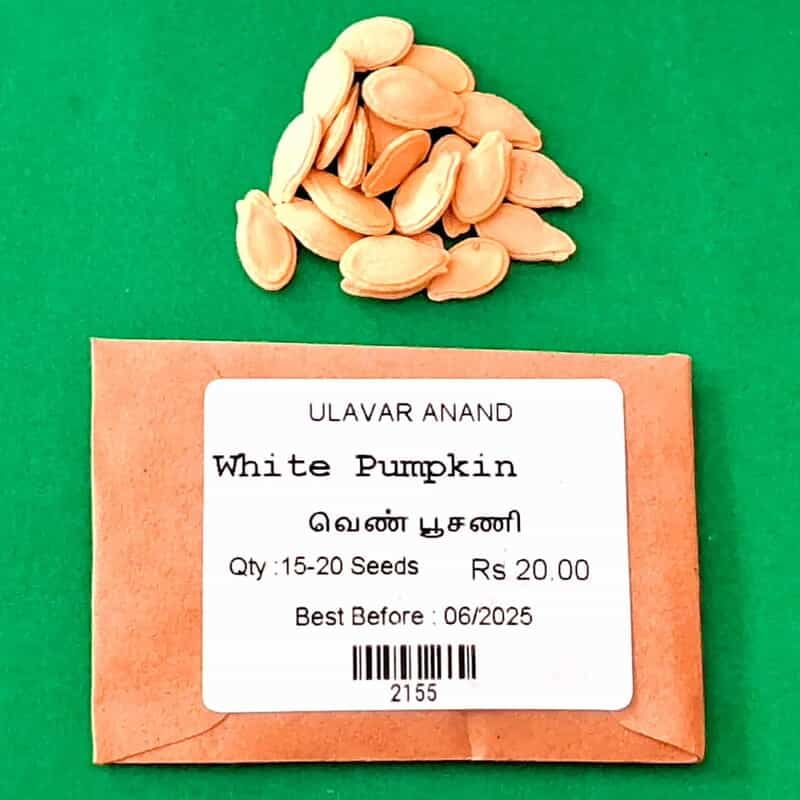 ULAVAR ANAND
White Pumpkin
வெண் பூசணி
Qty :15-20 Seeds Rs 20.00
Best Before : 06/2025
2155